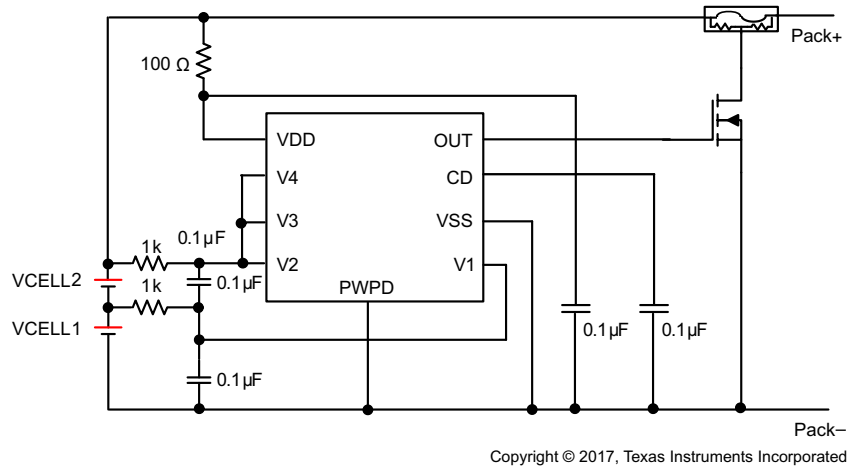 Pack+
100 Ω
VDD
OUT
V4
CD
V3
VSS
0.1µF
1k
V2
V1
VCELL2
0.1µF
1k
PWPD
VCELL1
0.1µF
0.1µF
0.1µF
Pack–
Copyright © 2017, Texas Instruments Incorporated